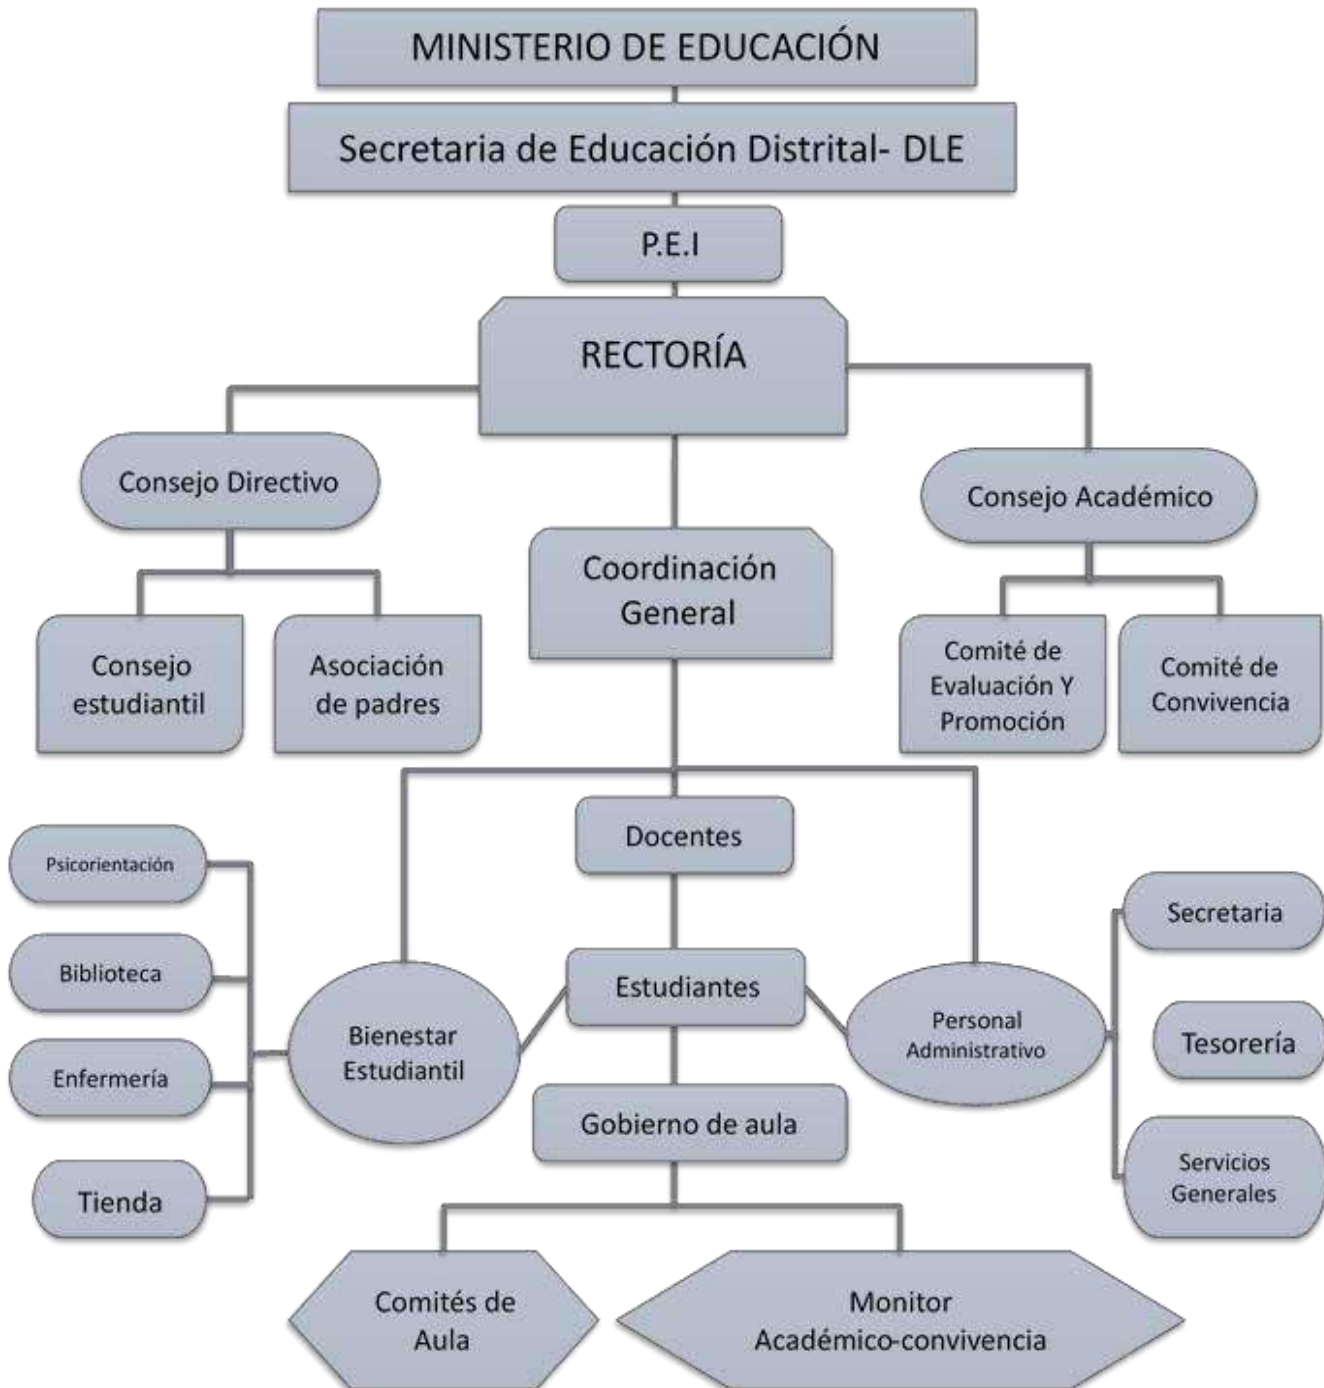 MINISTERIO DE EDUCACIÓN
Secretaria de Educación Distrital- DLE
P.E.I
RECTORÍA
Consejo Directivo
Consejo Académico
Coordinación
General
Consejo
estudiantil
Asociación
de padres
Comité de
Evaluación Y
Promoción
Comité de
Convivencia
Docentes
Psicorientación
Biblioteca
Enfermería
Tienda
Bienestar
Estudiantil
Estudiantes
Personal
Administrativo
Secretaria
Tesorería
Servicios
Generales
Gobierno de aula
Comités de
Aula
Monitor
Académico-convivencia